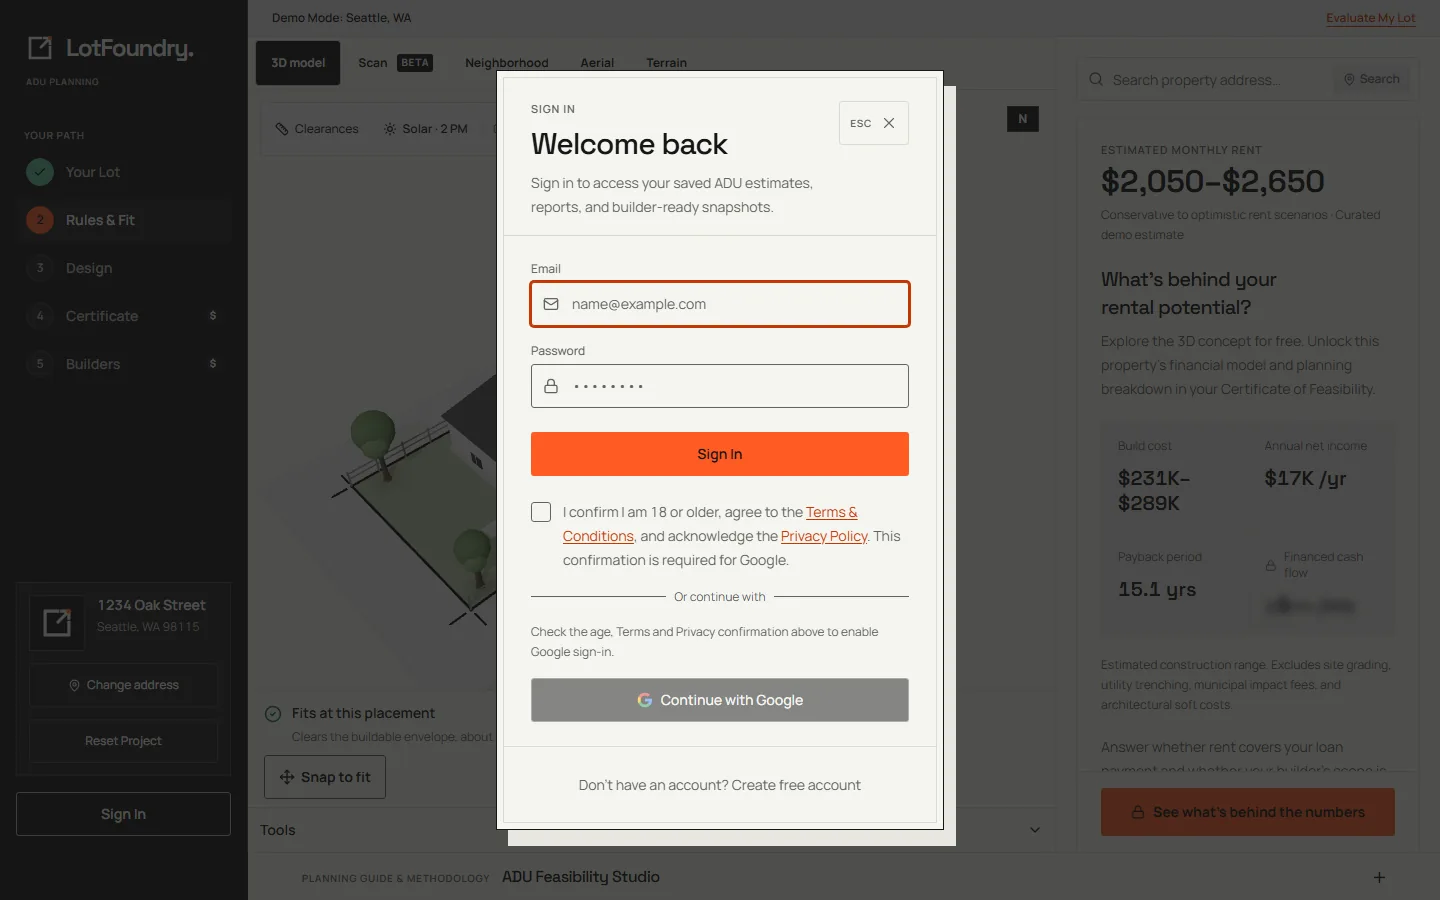 LotFoundry.
ADU PLANNING
YOUR PATH
Your Lot
2 Rules & Fit
3 Design
4 Certificate $
5 Builders $
1234 Oak Street
Seattle, WA 98115
Change address
Reset Project
Sign In
Demo Mode: Seattle, WA
Evaluate My Lot
3D model Scan BETA Neighborhood Aerial Terrain
Clearances Solar · 2 PM
N
Fits at this placement
Clears the buildable envelope, about
Snap to fit
Tools
PLANNING GUIDE & METHODOLOGY ADU Feasibility Studio
SIGN IN
ESC
Welcome back
Sign in to access your saved ADU estimates,
reports, and builder-ready snapshots.
Email
name@example.com
Password
••••••••
Sign In
I confirm I am 18 or older, agree to the Terms &
Conditions, and acknowledge the Privacy Policy. This
confirmation is required for Google.
Or continue with
Check the age, Terms and Privacy confirmation above to enable
Google sign-in.
Continue with Google
Don't have an account? Create free account
Search property address... Search
ESTIMATED MONTHLY RENT
$2,050–$2,650
Conservative to optimistic rent scenarios · Curated
demo estimate
What's behind your
rental potential?
Explore the 3D concept for free. Unlock this
property's financial model and planning
breakdown in your Certificate of Feasibility.
Build cost Annual net income
$231K–
$289K
$17K /yr
Payback period
15.1 yrs
Financed cash
flow
Estimated construction range. Excludes site grading,
utility trenching, municipal impact fees, and
architectural soft costs.
Answer whether rent covers your loan
payment and whether your builder's scope is
See what's behind the numbers